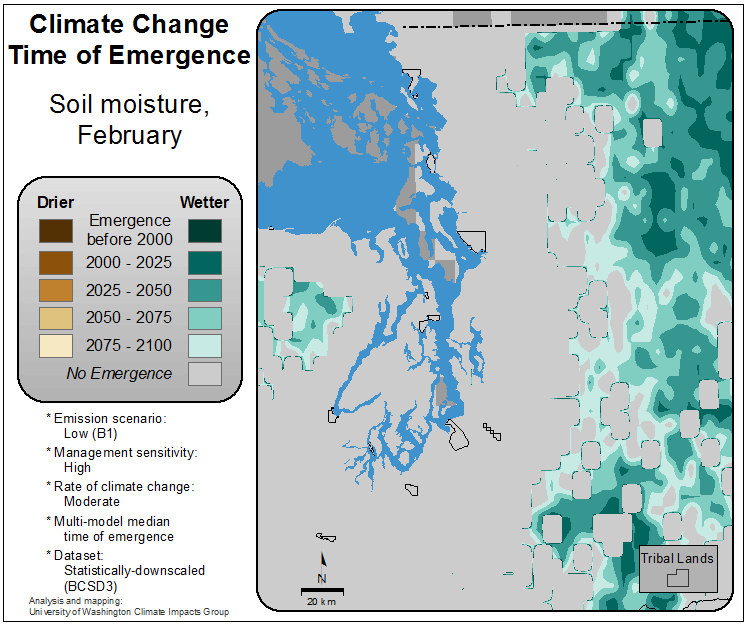 Climate Change
Time of Emergence
Soil moisture,
February
Drier Wetter
Emergence
before 2000
2000 - 2025
2025 - 2050
2050 - 2075
2075 - 2100
No Emergence
* Emission scenario:
Low (B1)
* Management sensitivity:
High
* Rate of climate change:
Moderate
* Multi-model median
time of emergence
* Dataset:
Statistically-downscaled
(BCSD3)
Analysis and mapping:
University of Washington Climate Impacts Group
N
20 km
Tribal Lands